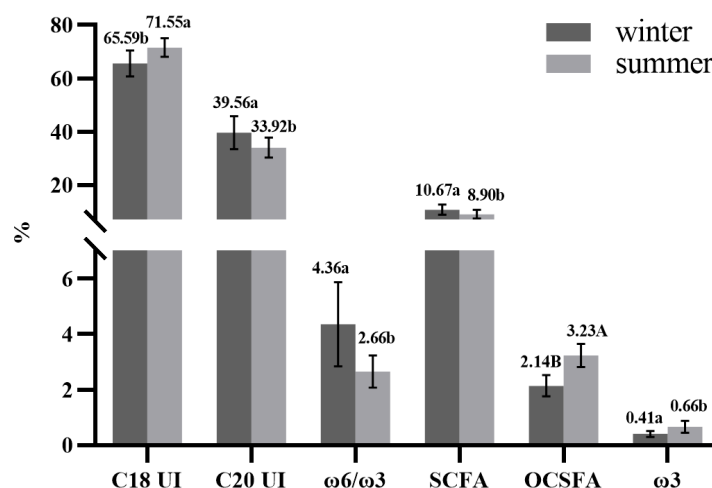 80
60
40
20
6
4
2
0
%
65.59b
71.55a
39.56a
33.92b
4.36a
2.66b
10.67a
8.90b
2.14B
3.23A
0.41a
0.66b
winter
summer
C18 UI
C20 UI
ω6/ω3
SCFA
OCSFA
ω3